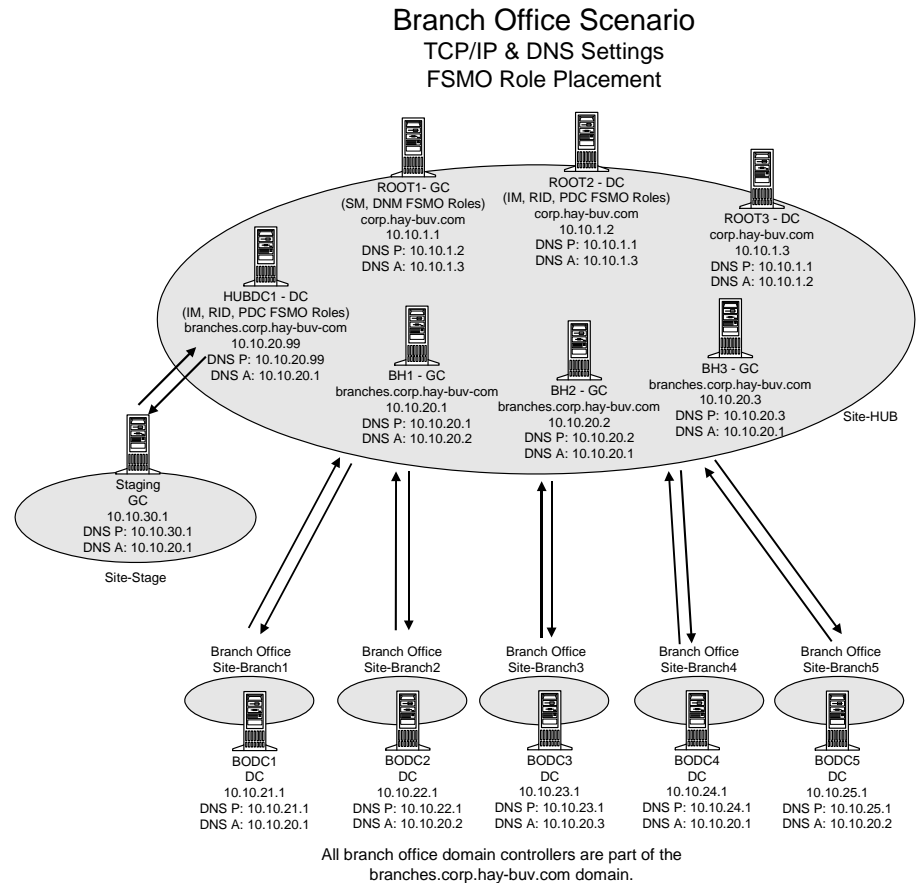 Branch Office Scenario
TCP/IP & DNS Settings
FSMO Role Placement
ROOT1- GC
(SM, DNM FSMO Roles)
corp.hay-buv.com
10.10.1.1
DNS P: 10.10.1.2
DNS A: 10.10.1.3
ROOT2 - DC
(IM, RID, PDC FSMO Roles)
corp.hay-buv.com
10.10.1.2
DNS P: 10.10.1.1
DNS A: 10.10.1.3
ROOT3 - DC
corp.hay-buv.com
10.10.1.3
DNS P: 10.10.1.1
DNS A: 10.10.1.2
HUBDC1 - DC
(IM, RID, PDC FSMO Roles)
branches.corp.hay-buv-com
10.10.20.99
DNS P: 10.10.20.99
DNS A: 10.10.20.1
BH1 - GC
branches.corp.hay-buv-com
10.10.20.1
DNS P: 10.10.20.1
DNS A: 10.10.20.2
BH2 - GC
branches.corp.hay-buv.com
10.10.20.2
DNS P: 10.10.20.2
DNS A: 10.10.20.1
BH3 - GC
branches.corp.hay-buv.com
10.10.20.3
DNS P: 10.10.20.3
DNS A: 10.10.20.1
Site-HUB
Staging
GC
10.10.30.1
DNS P: 10.10.30.1
DNS A: 10.10.20.1
Site-Stage
Branch Office
Site-Branch1
BODC1
DC
10.10.21.1
DNS P: 10.10.21.1
DNS A: 10.10.20.1
Branch Office
Site-Branch2
BODC2
DC
10.10.22.1
DNS P: 10.10.22.1
DNS A: 10.10.20.2
Branch Office
Site-Branch3
BODC3
DC
10.10.23.1
DNS P: 10.10.23.1
DNS A: 10.10.20.3
Branch Office
Site-Branch4
BODC4
DC
10.10.24.1
DNS P: 10.10.24.1
DNS A: 10.10.20.1
Branch Office
Site-Branch5
BODC5
DC
10.10.25.1
DNS P: 10.10.25.1
DNS A: 10.10.20.2
All branch office domain controllers are part of the
branches.corp.hay-buv.com domain.